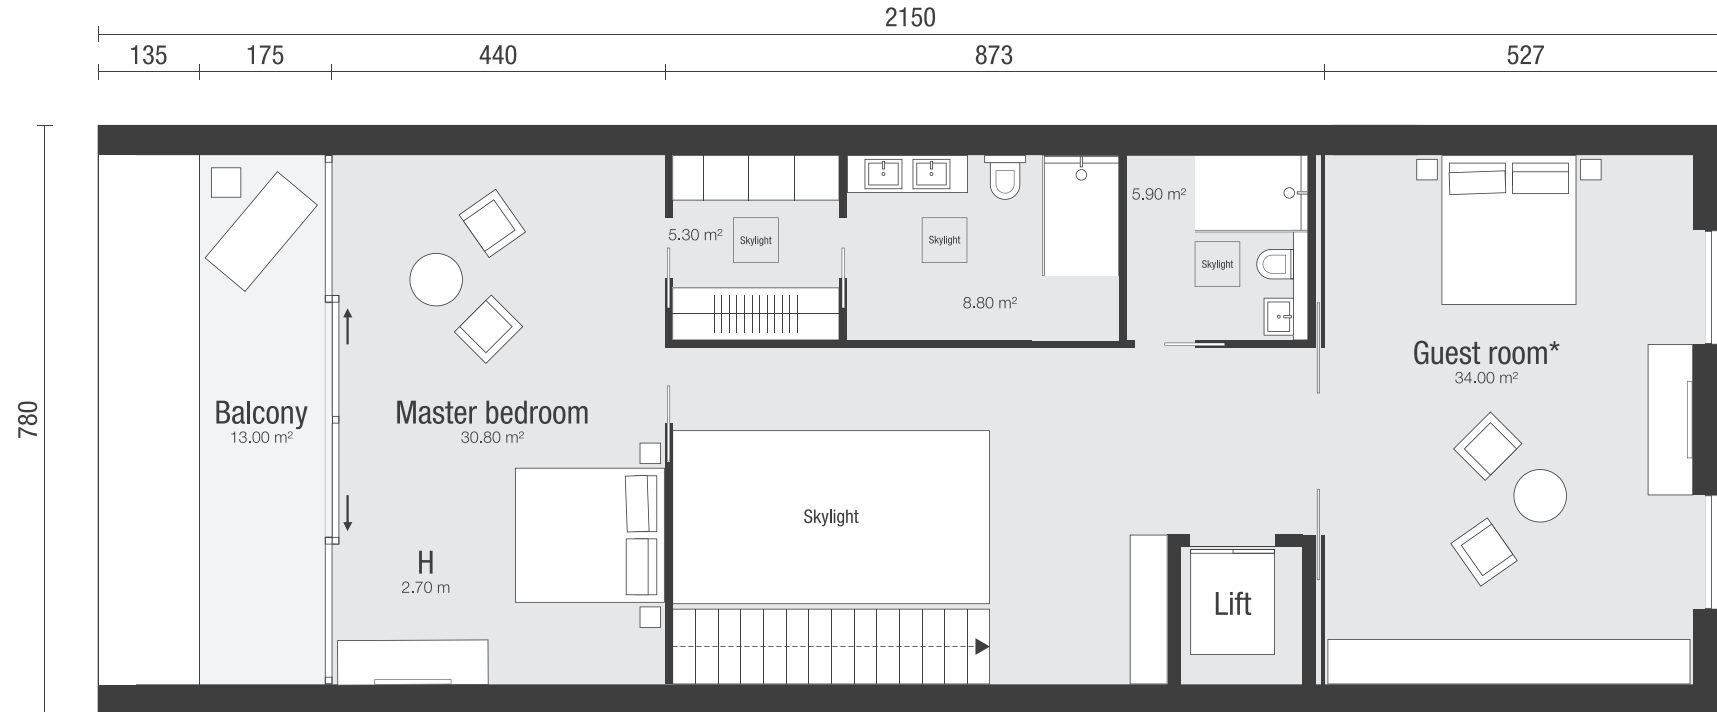 2150
135
175
440
873
527
780
5.90 m²
5.30 m²
Skylight
Skylight
Skylight
8.80 m²
Guest room*
34.00 m²
Balcony
13.00 m²
Master bedroom
30.80 m²
Skylight
H
2.70 m
Lift